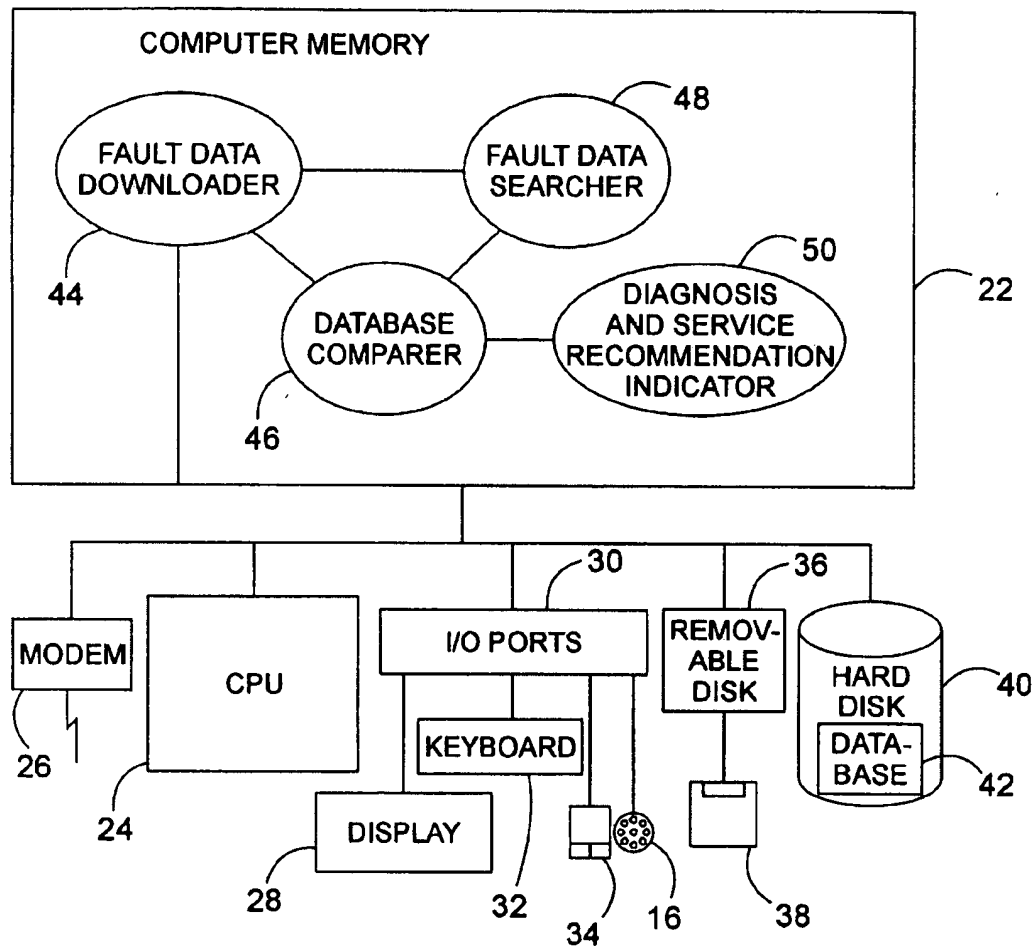 COMPUTER MEMORY
48
FAULT DATA
DOWNLOADER
FAULT DATA
SEARCHER
50
44
22
DATABASE
COMPARER
DIAGNOSIS
AND SERVICE
RECOMMENDATION
INDICATOR
46
30
36
MODEM
CPU
I/O PORTS
REMOV-
ABLE
DISK
HARD
DISK
40
26
KEYBOARD
DATA-
BASE
42
24
DISPLAY
28
32
34
16
38